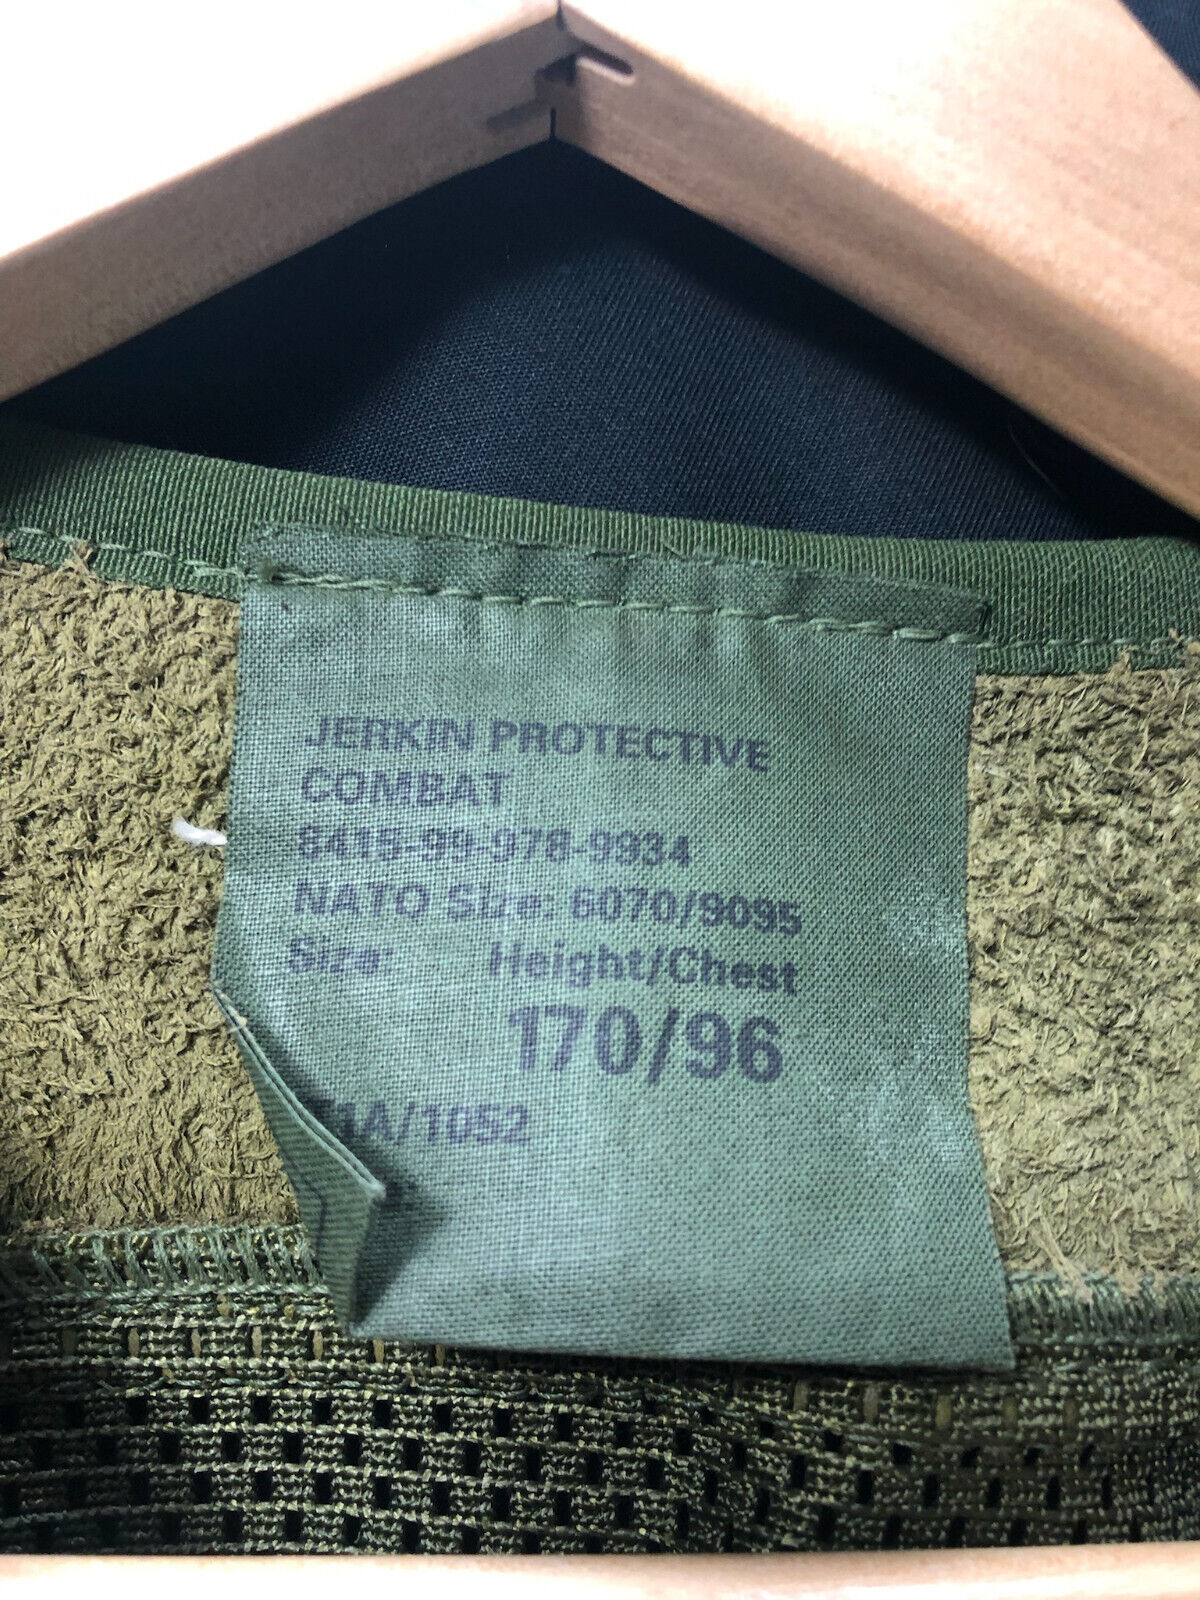 JERKIN PROTECTIVE
COMBAT
8415-99-978-9934
NATO Size: 6070/9095
Size: Height/Chest
170/96